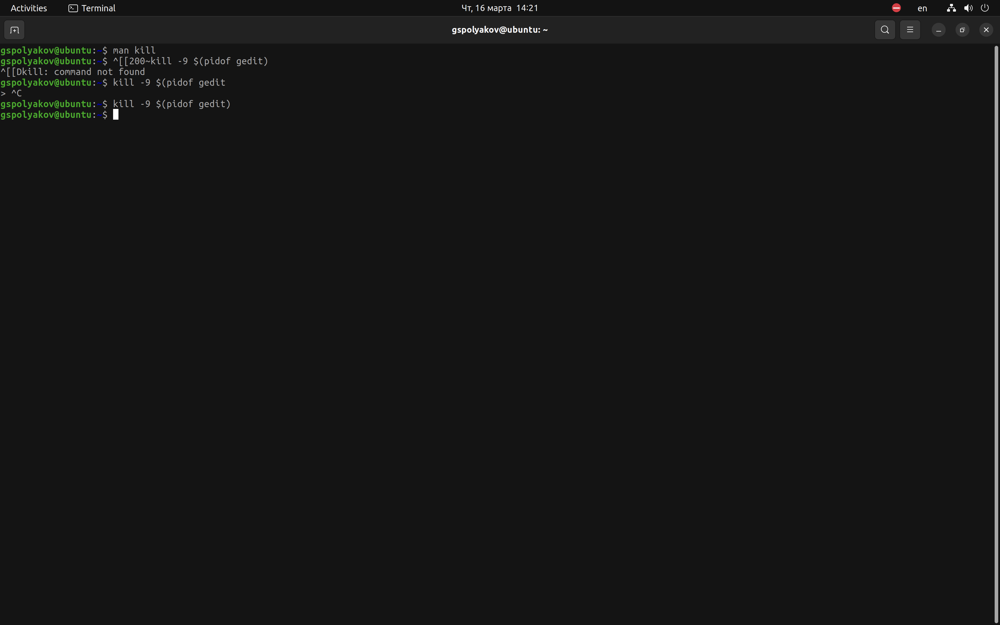 Activities Terminal Чт, 16 марта 14:21 en
gspolyakov@ubuntu: ~
gspolyakov@ubuntu:~$ man kill
gspolyakov@ubuntu:~$ ^[[200~kill -9 $(pidof gedit)
^[[Dkill: command not found
gspolyakov@ubuntu:~$ kill -9 $(pidof gedit
> ^C
gspolyakov@ubuntu:~$ kill -9 $(pidof gedit)
gspolyakov@ubuntu:~$